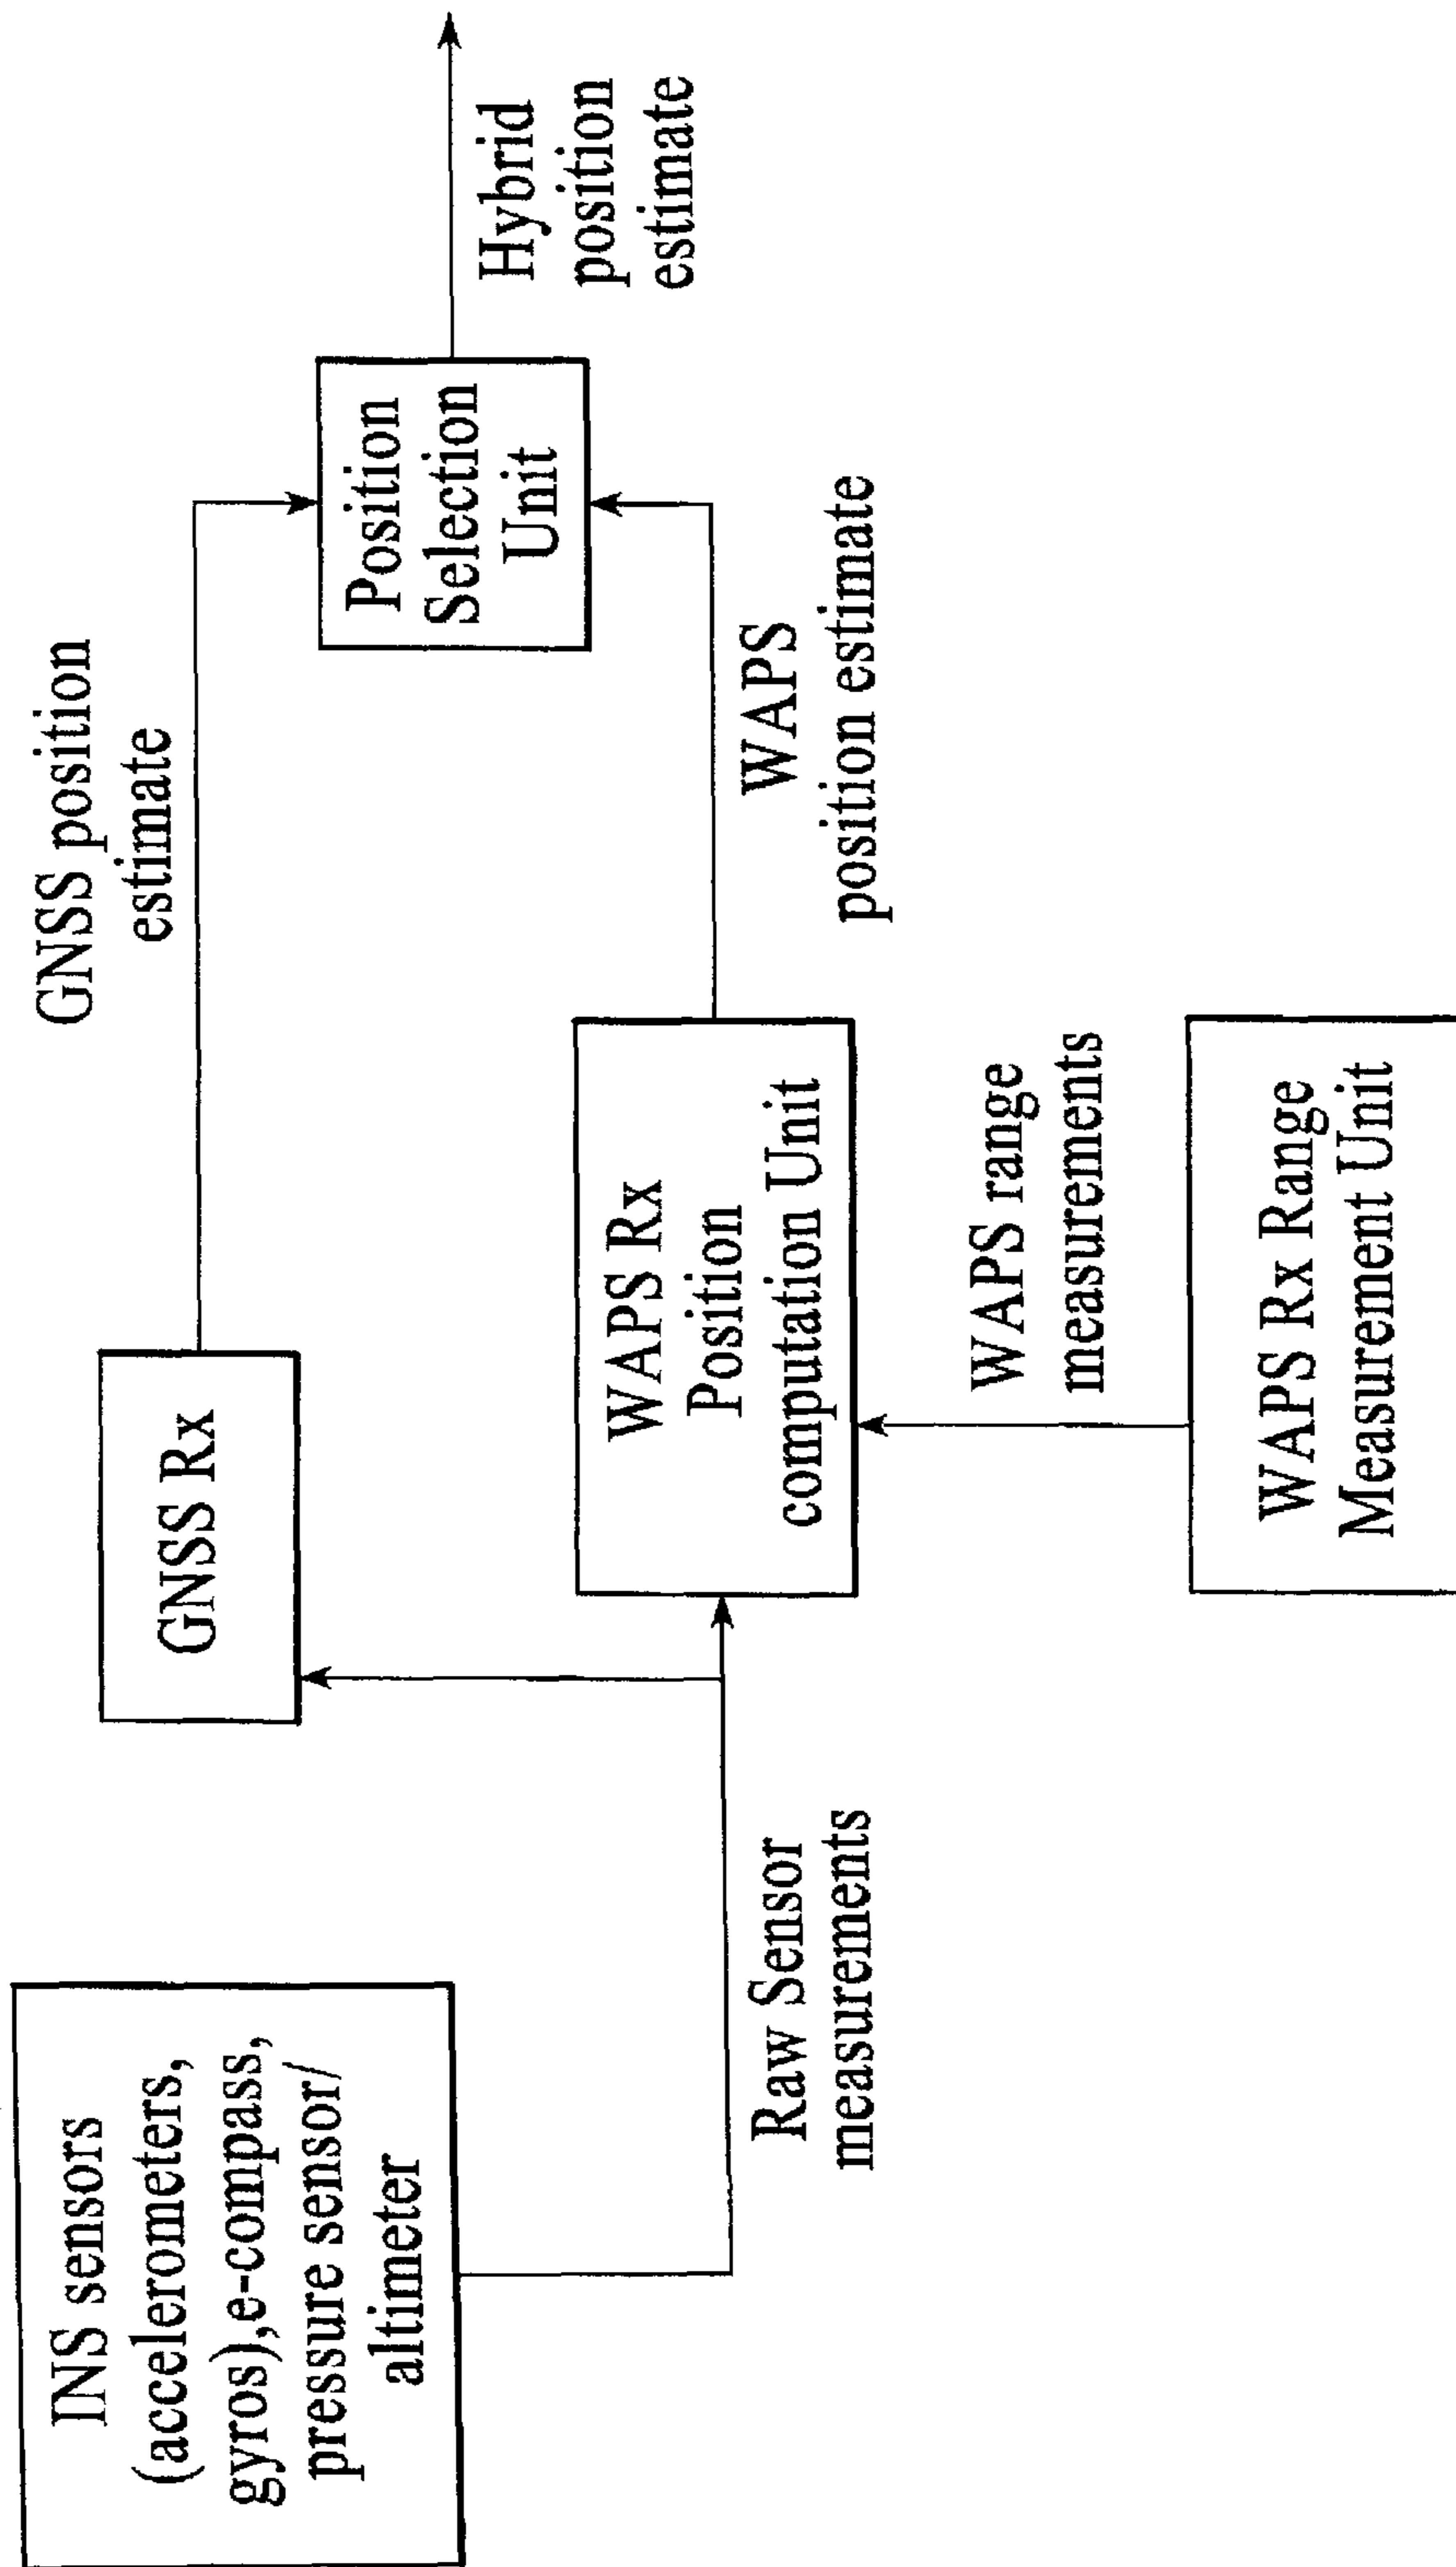 INS sensors
(accelerometers,
gyros),e-compass,
pressure sensor/
altimeter
Raw Sensor
measurements
GNSS Rx
GNSS position
estimate
WAPS Rx
Position
computation Unit
WAPS range
measurements
WAPS Rx Range
Measurement Unit
WAPS
position estimate
Position
Selection
Unit
Hybrid
position
estimate